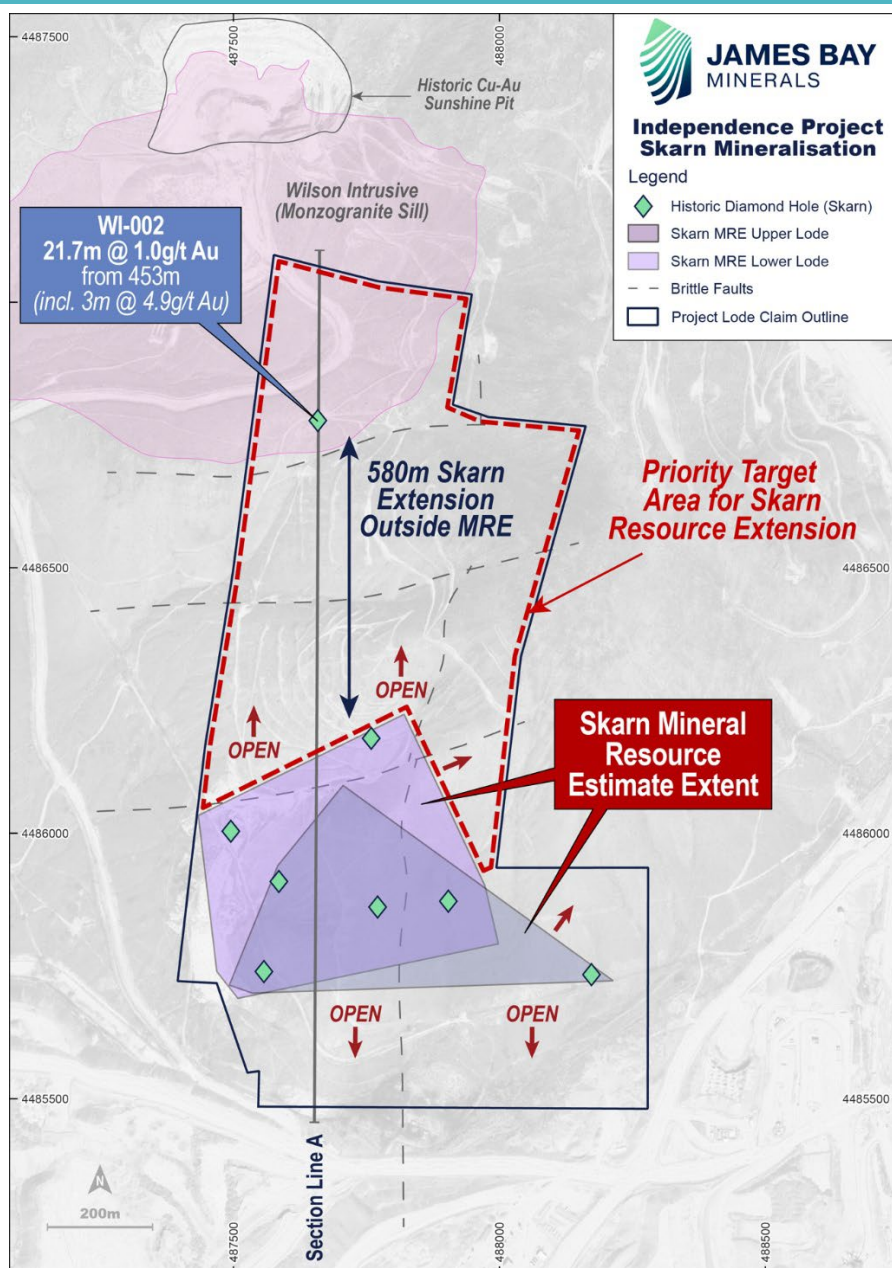 4487500
487500
488000
JAMES BAY
MINERALS
Independence Project
Skarn Mineralisation
Legend
Historic Diamond Hole (Skarn)
Skarn MRE Upper Lode
Skarn MRE Lower Lode
Brittle Faults
Project Lode Claim Outline
Historic Cu-Au
Sunshine Pit
Wilson Intrusive
(Monzogranite Sill)
WI-002
21.7m @ 1.0g/t Au
from 453m
(incl. 3m @ 4.9g/t Au)
580m Skarn
Extension
Outside MRE
Priority Target
Area for Skarn
Resource Extension
4486500
4486500
OPEN
OPEN
Skarn Mineral
Resource
Estimate Extent
4486000
4486000
OPEN
OPEN
4485500
4485500
N
200m
Section Line A
487500
488000
488500